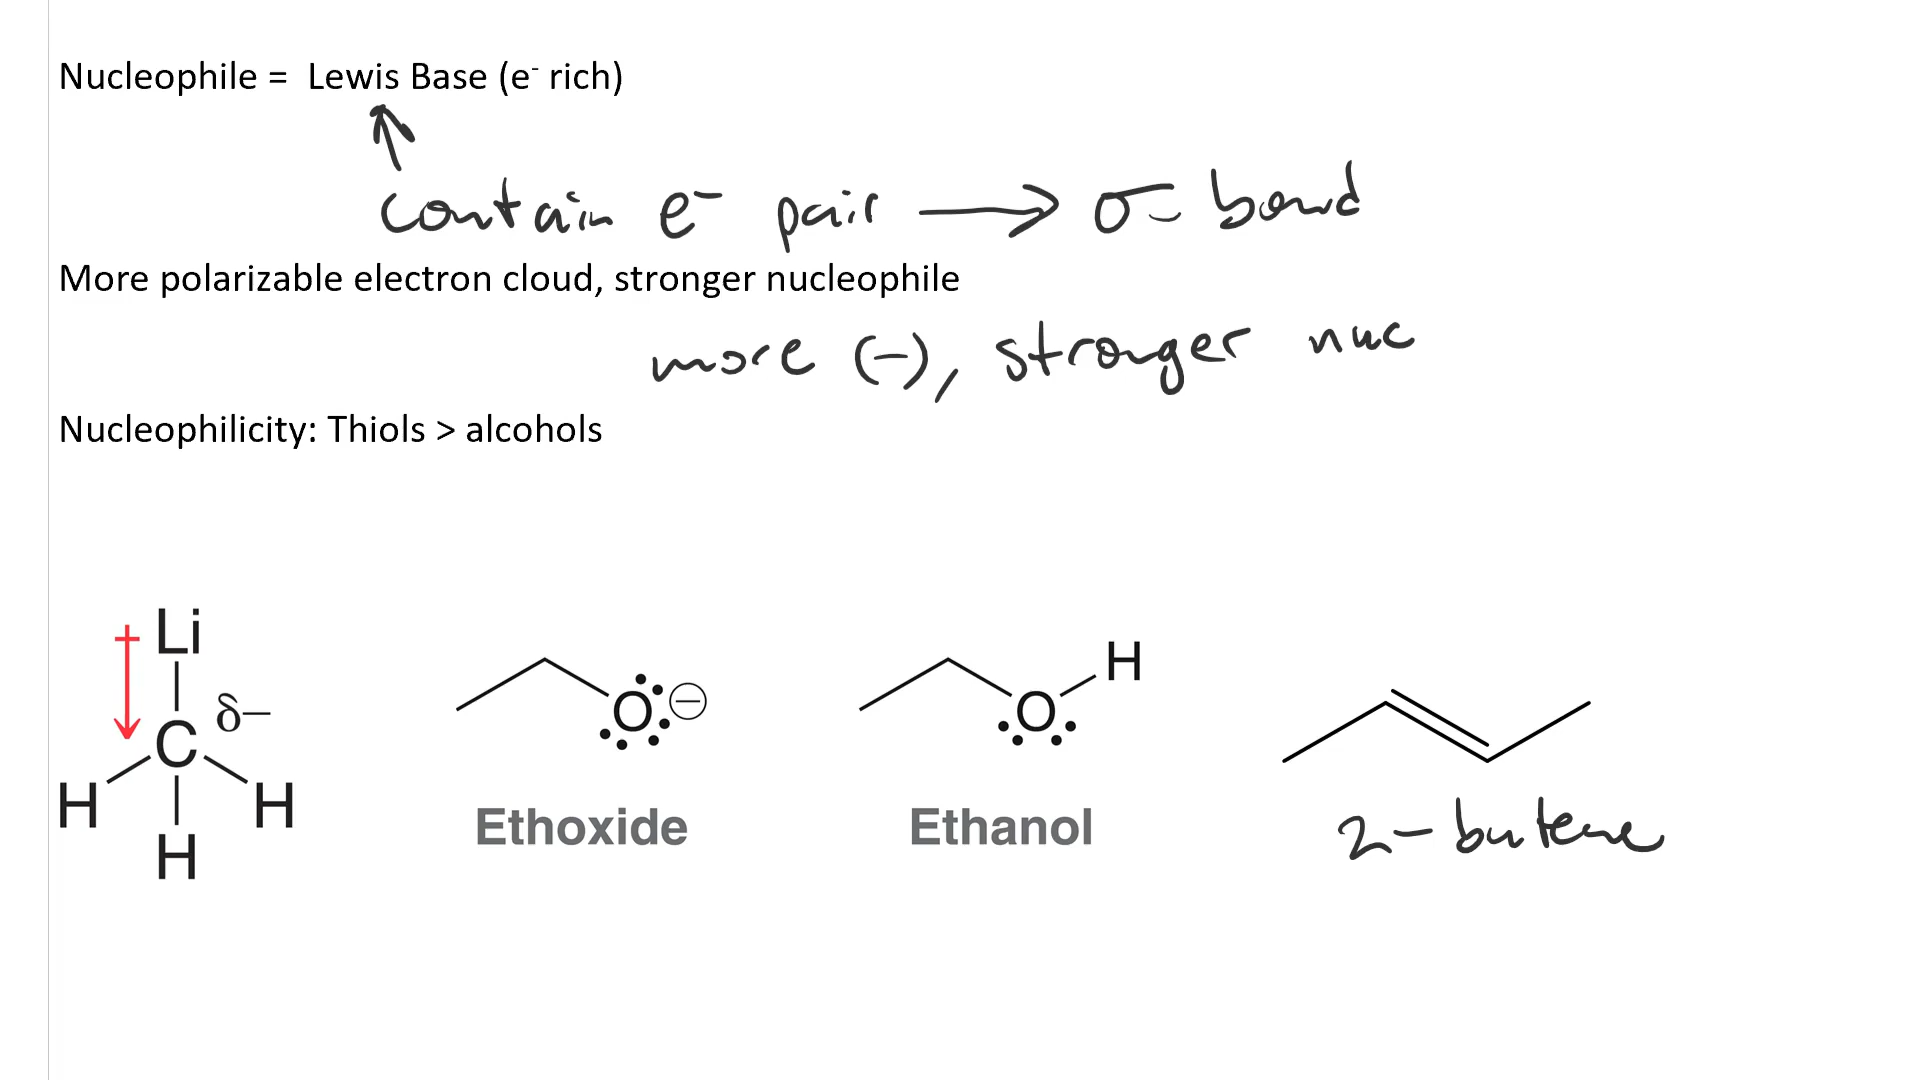 Nucleophile = Lewis Base (e⁻ rich)
contain e⁻ pair → σ bond
More polarizable electron cloud, stronger nucleophile
more (-), stronger nuc
Nucleophilicity: Thiols > alcohols
Li
C δ−
H H
H
O ⊖
Ethoxide
H
O
Ethanol
2-butene